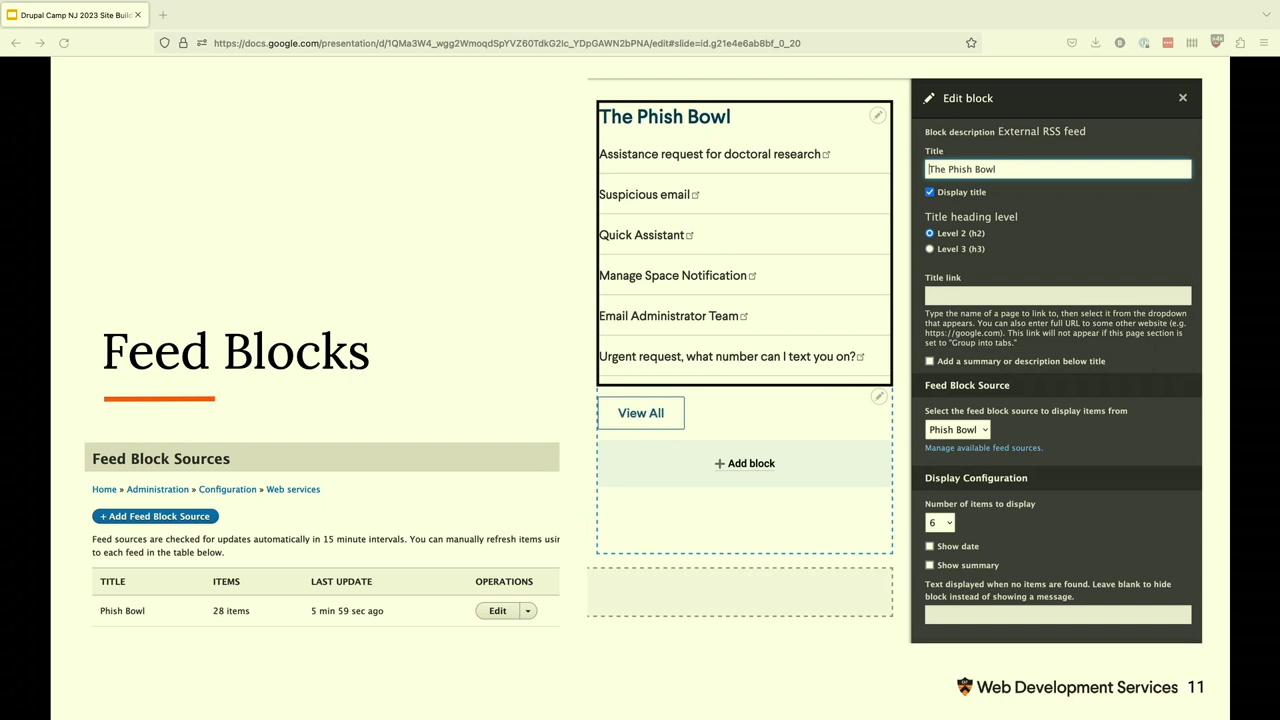 Drupal Camp NJ 2023 Site Buil
https://docs.google.com/presentation/d/1QMa3W4_wgg2WmoqdSpYVZ60TdkG2lc_YDpGAWN2bPNA/edit#slide=id.g21e4e6ab8bf_0_20
Feed Blocks
Feed Block Sources
Home » Administration » Configuration » Web services
+ Add Feed Block Source
Feed sources are checked for updates automatically in 15 minute intervals. You can manually refresh items usin
to each feed in the table below.
TITLE ITEMS LAST UPDATE OPERATIONS
Phish Bowl 28 items 5 min 59 sec ago Edit
The Phish Bowl
Assistance request for doctoral research
Suspicious email
Quick Assistant
Manage Space Notification
Email Administrator Team
Urgent request, what number can I text you on?
View All
+ Add block
Edit block
Block description External RSS feed
Title
The Phish Bowl
Display title
Title heading level
Level 2 (h2)
Level 3 (h3)
Title link
Type the name of a page to link to, then select it from the dropdown
that appears. You can also enter full URL to some other website (e.g.
https://google.com). This link will not appear if this page section is
set to "Group into tabs."
Add a summary or description below title
Feed Block Source
Select the feed block source to display items from
Phish Bowl
Manage available feed sources.
Display Configuration
Number of items to display
6
Show date
Show summary
Text displayed when no items are found. Leave blank to hide
block instead of showing a message.
Web Development Services 11